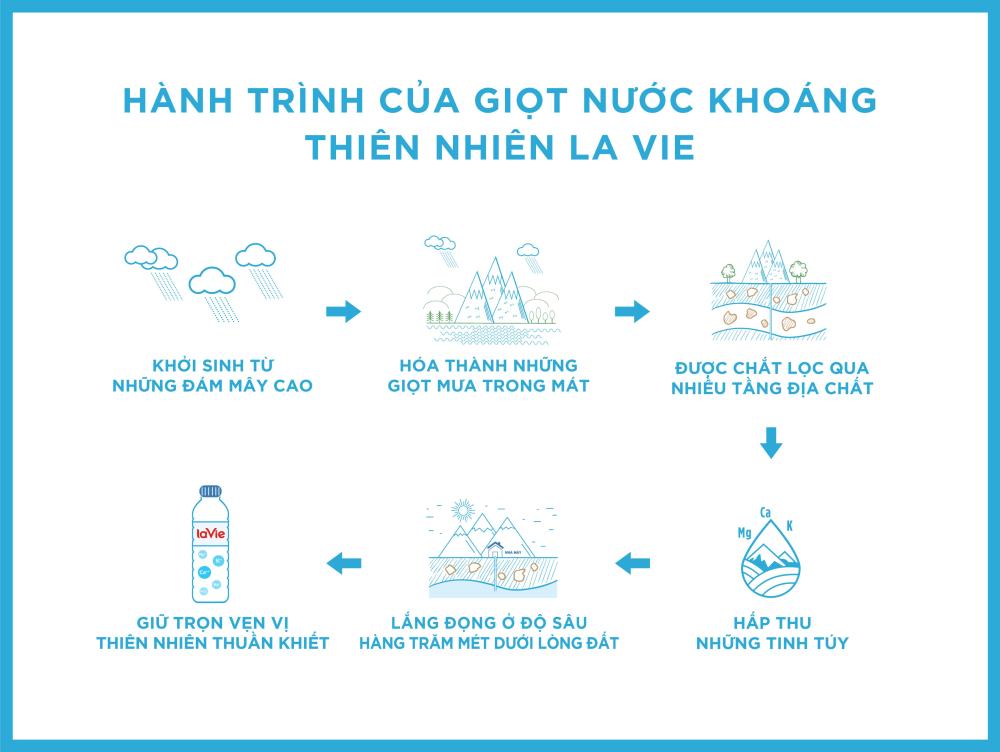 HÀNH TRÌNH CỦA GIỌT NƯỚC KHOÁNG
THIÊN NHIÊN LA VIE
KHỞI SINH TỪ
NHỮNG ĐÁM MÂY CAO
HÓA THÀNH NHỮNG
GIỌT MƯA TRONG MÁT
ĐƯỢC CHẮT LỌC QUA
NHIỀU TẦNG ĐỊA CHẤT
Ca
Mg
K
HẤP THU
NHỮNG TINH TÚY
NHÀ MÁY
LẮNG ĐỌNG Ở ĐỘ SÂU
HÀNG TRĂM MÉT DƯỚI LÒNG ĐẤT
laVie
GIỮ TRỌN VẸN VỊ
THIÊN NHIÊN THUẦN KHIẾT